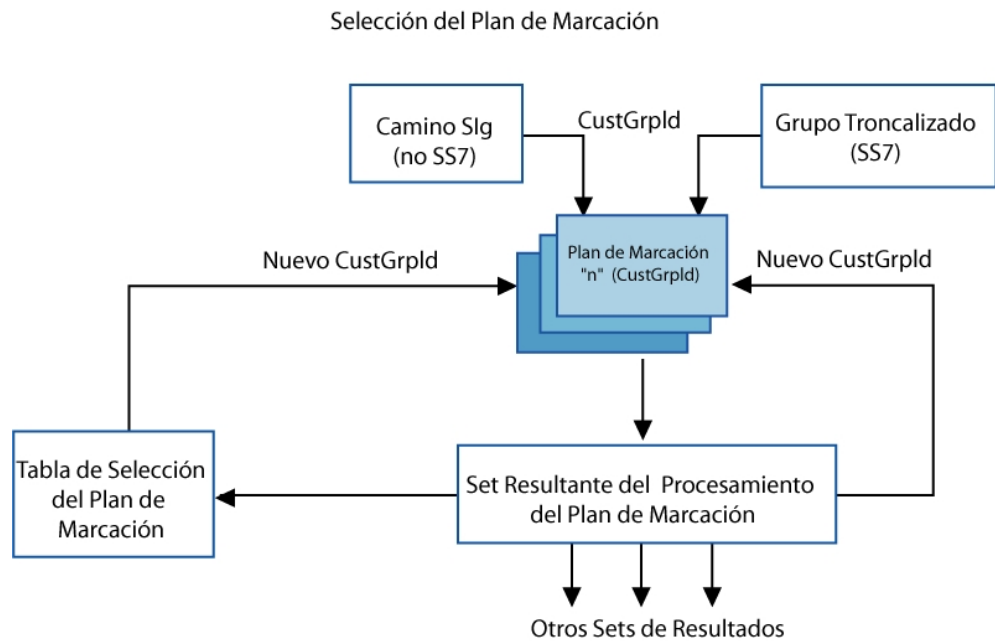 Selección del Plan de Marcación
Camino SIg
(no SS7)
CustGrpId
Grupo Troncalizado
(SS7)
Plan de Marcación
"n" (CustGrpId)
Nuevo CustGrpId
Nuevo CustGrpId
Tabla de Selección
del Plan de
Marcación
Set Resultante del Procesamiento
del Plan de Marcación
Otros Sets de Resultados